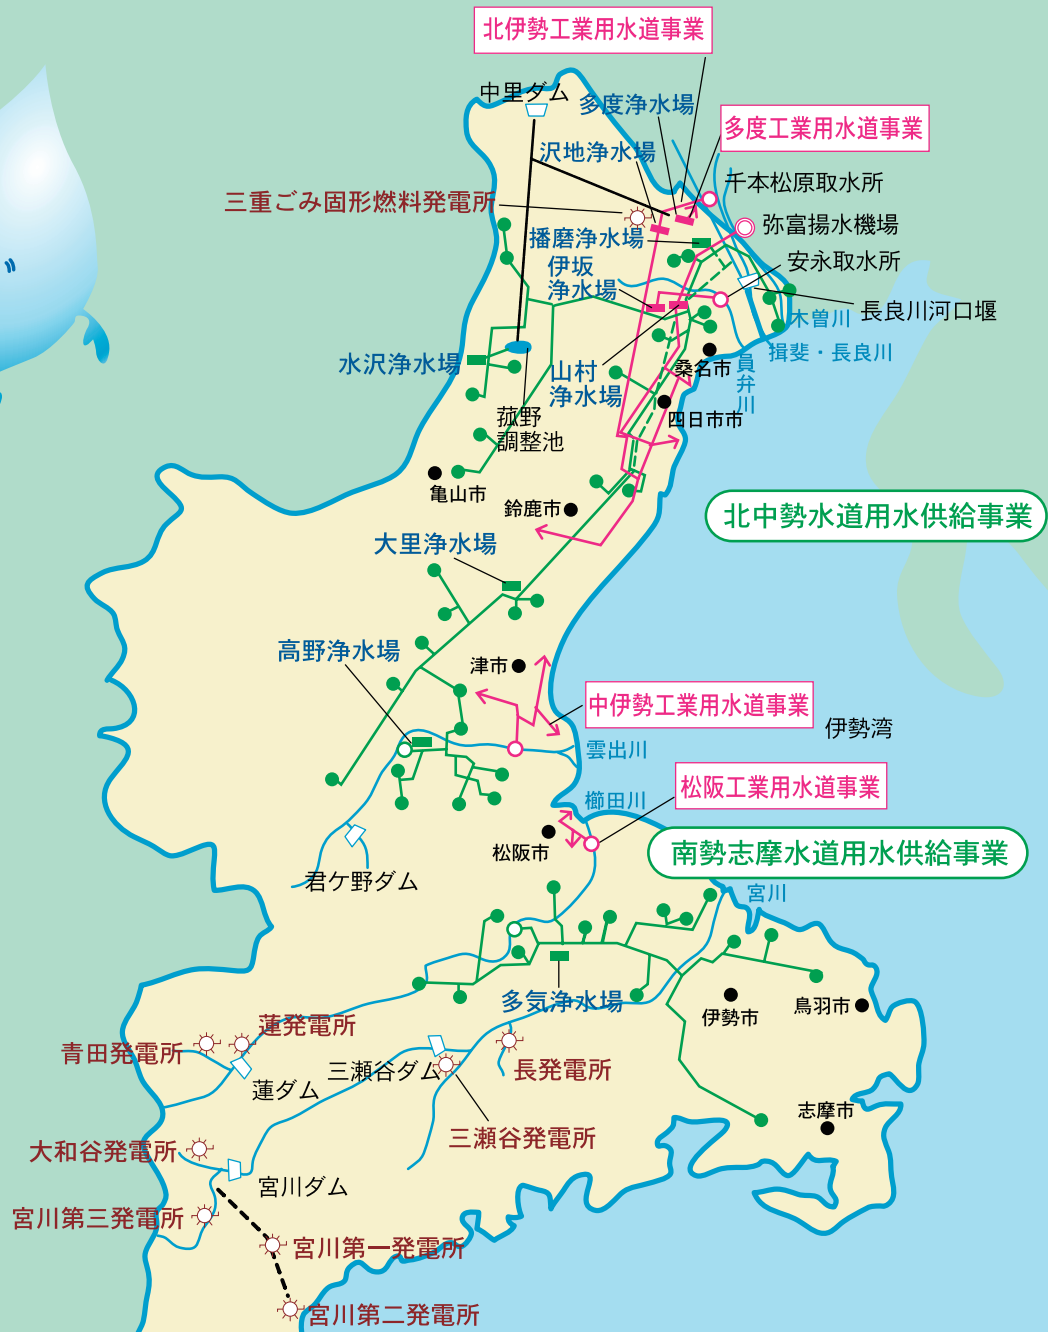 北伊勢工業用水道事業
中里ダム
多度浄水場
多度工業用水道事業
沢地浄水場
千本松原取水所
三重ごみ固形燃料発電所
弥富揚水機場
播磨浄水場
安永取水所
伊坂
浄水場
長良川河口堰
木曽川
揖斐・長良川
員弁川
水沢浄水場
山村
浄水場
桑名市
菰野
調整池
四日市市
亀山市
鈴鹿市
北中勢水道用水供給事業
大里浄水場
高野浄水場
津市
中伊勢工業用水道事業
伊勢湾
雲出川
松阪工業用水道事業
櫛田川
松阪市
南勢志摩水道用水供給事業
君ケ野ダム
宮川
多気浄水場
伊勢市
鳥羽市
蓮発電所
青田発電所
三瀬谷ダム
長発電所
蓮ダム
志摩市
三瀬谷発電所
大和谷発電所
宮川ダム
宮川第三発電所
宮川第一発電所
宮川第二発電所